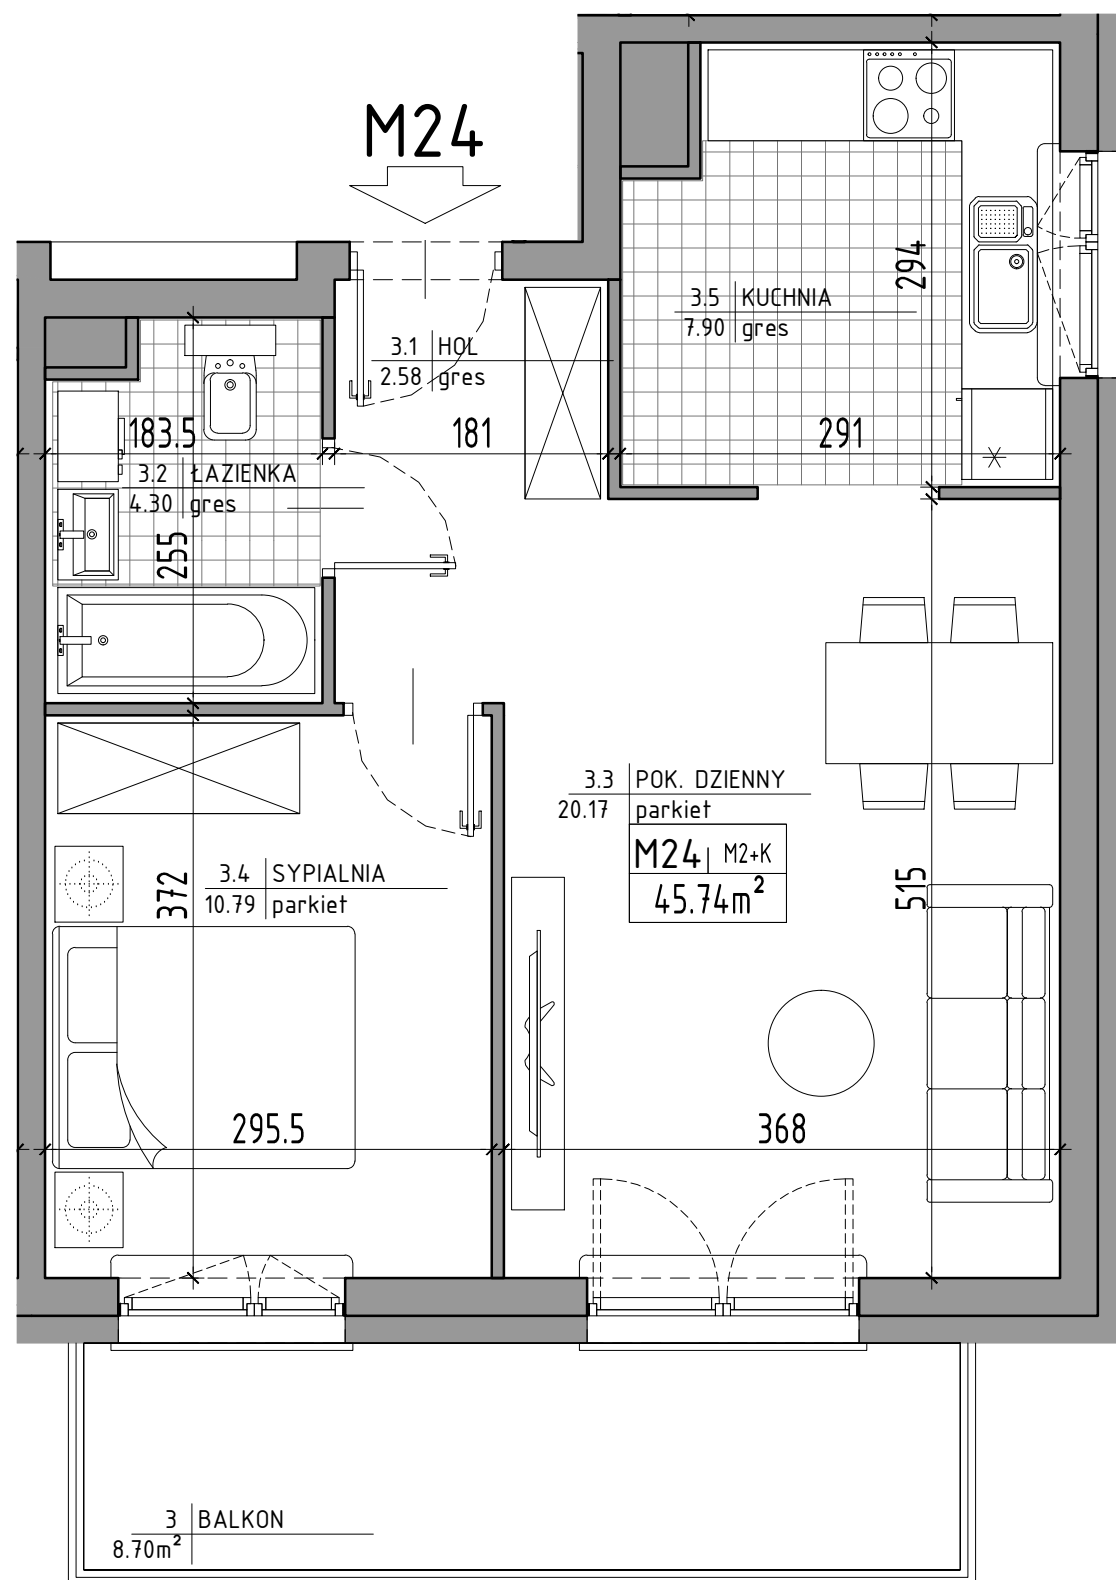 M24
3.5 KUCHNIA
7.90 gres
294
291
3.1 HOL
2.58 gres
181
183.5
3.2 ŁAZIENKA
4.30 gres
255
3.3 POK. DZIENNY
20.17 parkiet
M24 M2+K
45.74m²
515
368
3.4 SYPIALNIA
10.79 parkiet
372
295.5
3 BALKON
8.70m²